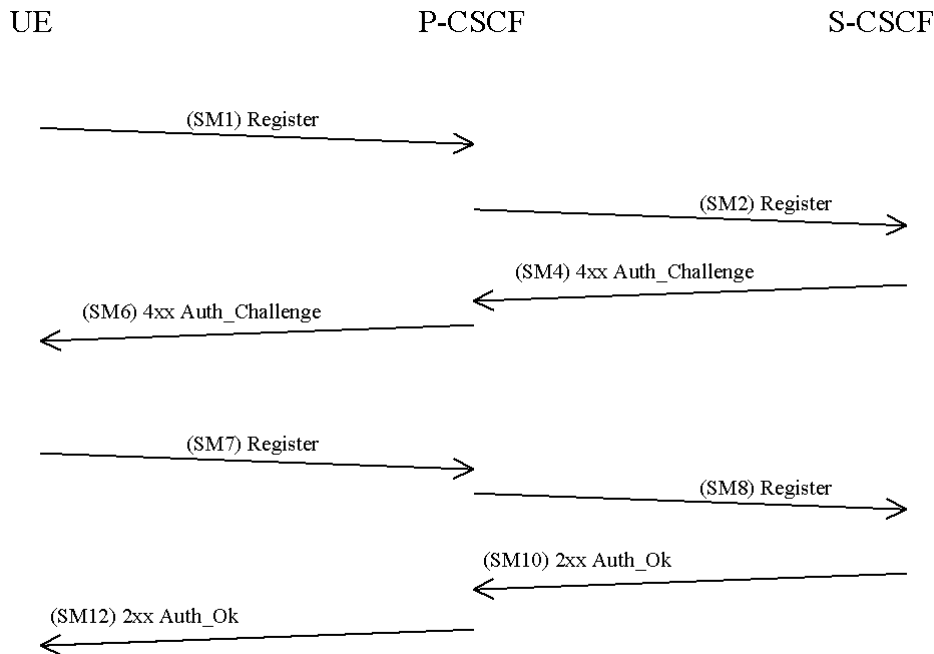 UE P-CSCF S-CSCF
(SM1) Register
(SM2) Register
(SM4) 4xx Auth_Challenge
(SM6) 4xx Auth_Challenge
(SM7) Register
(SM8) Register
(SM10) 2xx Auth_Ok
(SM12) 2xx Auth_Ok